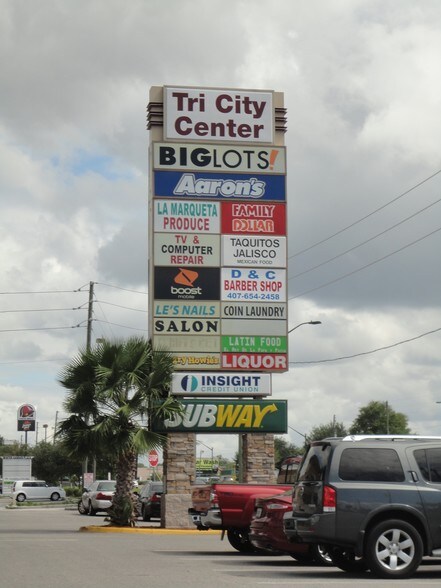 Tri City
Center
BIGLOTS!
Aaron's
LA MARQUETA
PRODUCE
FAMILY
DOLLAR
TV &
COMPUTER
REPAIR
TAQUITOS
JALISCO
MEXICAN FOOD
boost
mobile
D & C
BARBER SHOP
407-654-2458
LE'S NAILS
COIN LAUNDRY
SALON
LATIN FOOD
LIQUOR
INSIGHT
CREDIT UNION
SUBWAY
STOP